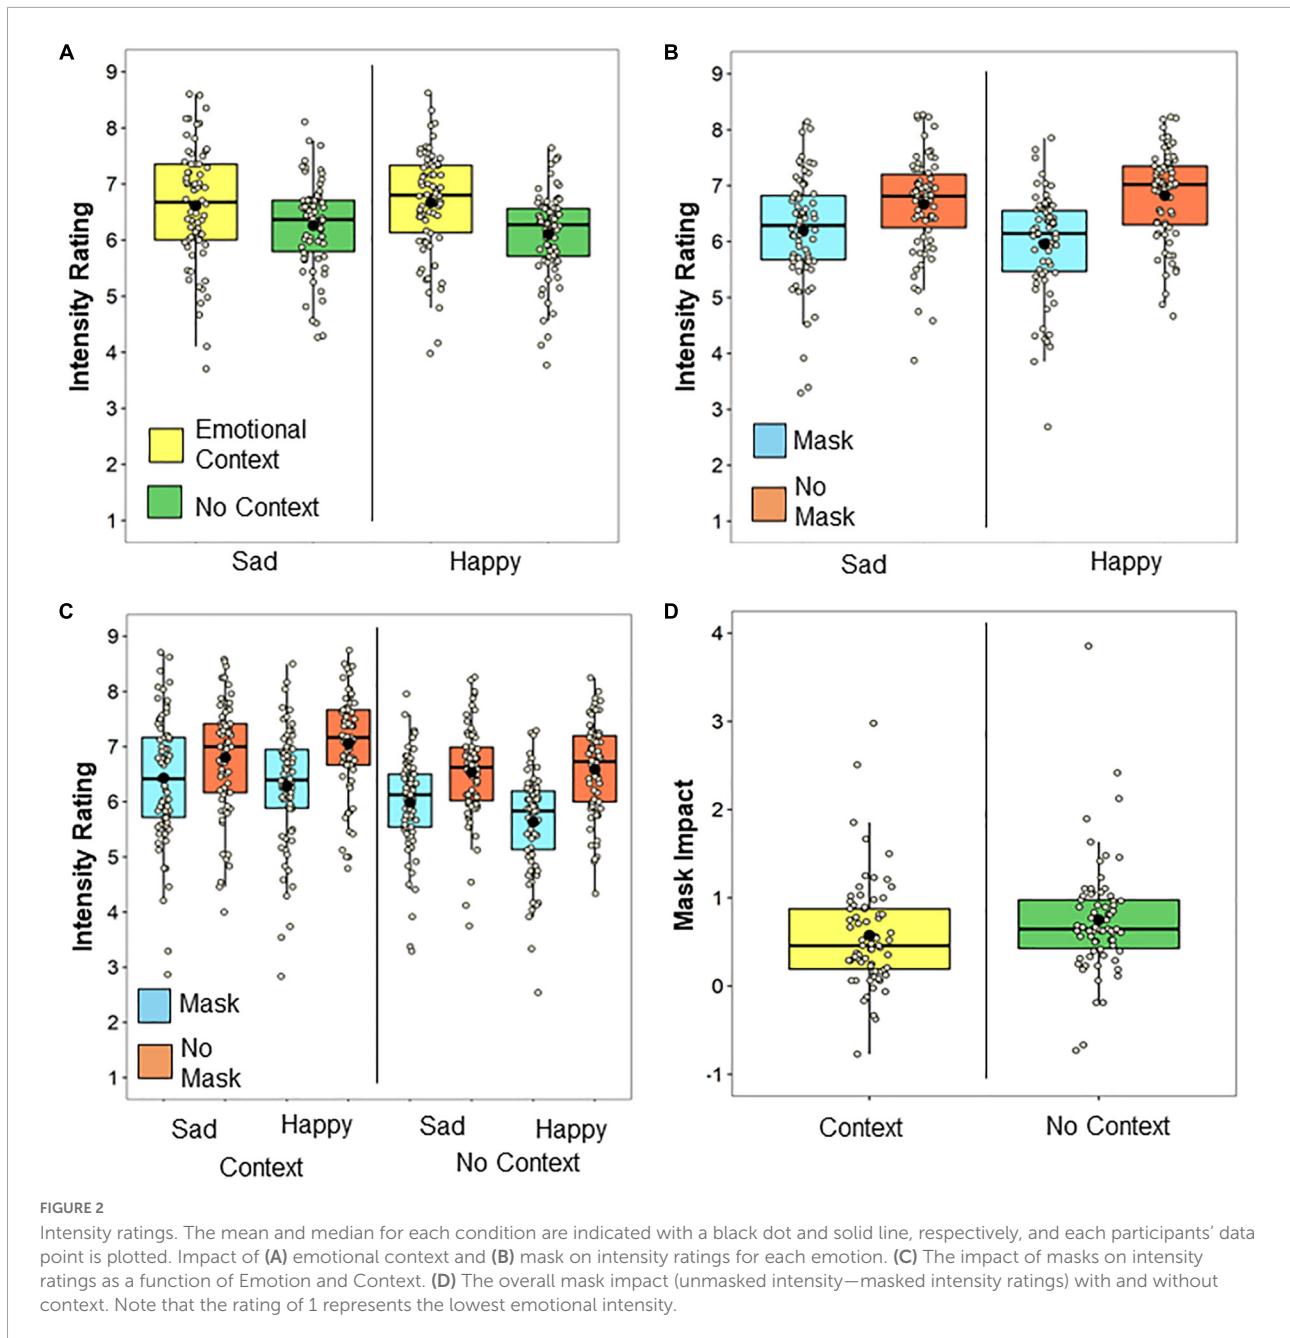 A
9
8
7
6
5
4
3
2
1
Intensity Rating
Emotional
Context
No Context
Sad
Happy
B
9
8
7
6
5
4
3
2
1
Intensity Rating
Mask
No
Mask
Sad
Happy
C
9
8
7
6
5
4
3
2
1
Intensity Rating
Mask
No
Mask
Sad
Happy
Sad
Happy
Context
No Context
D
4
3
2
1
0
-1
Mask Impact
Context
No Context
FIGURE 2
Intensity ratings. The mean and median for each condition are indicated with a black dot and solid line, respectively, and each participants’ data
point is plotted. Impact of (A) emotional context and (B) mask on intensity ratings for each emotion. (C) The impact of masks on intensity
ratings as a function of Emotion and Context. (D) The overall mask impact (unmasked intensity—masked intensity ratings) with and without
context. Note that the rating of 1 represents the lowest emotional intensity.